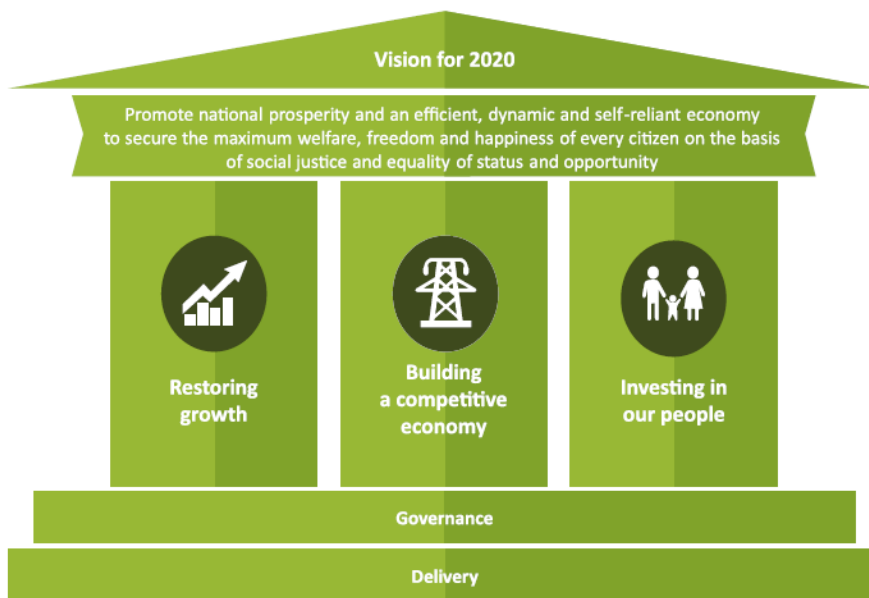 Vision for 2020
Promote national prosperity and an efficient, dynamic and self-reliant economy
to secure the maximum welfare, freedom and happiness of every citizen on the basis
of social justice and equality of status and opportunity
Restoring
growth
Building
a competitive
economy
Investing in
our people
Governance
Delivery